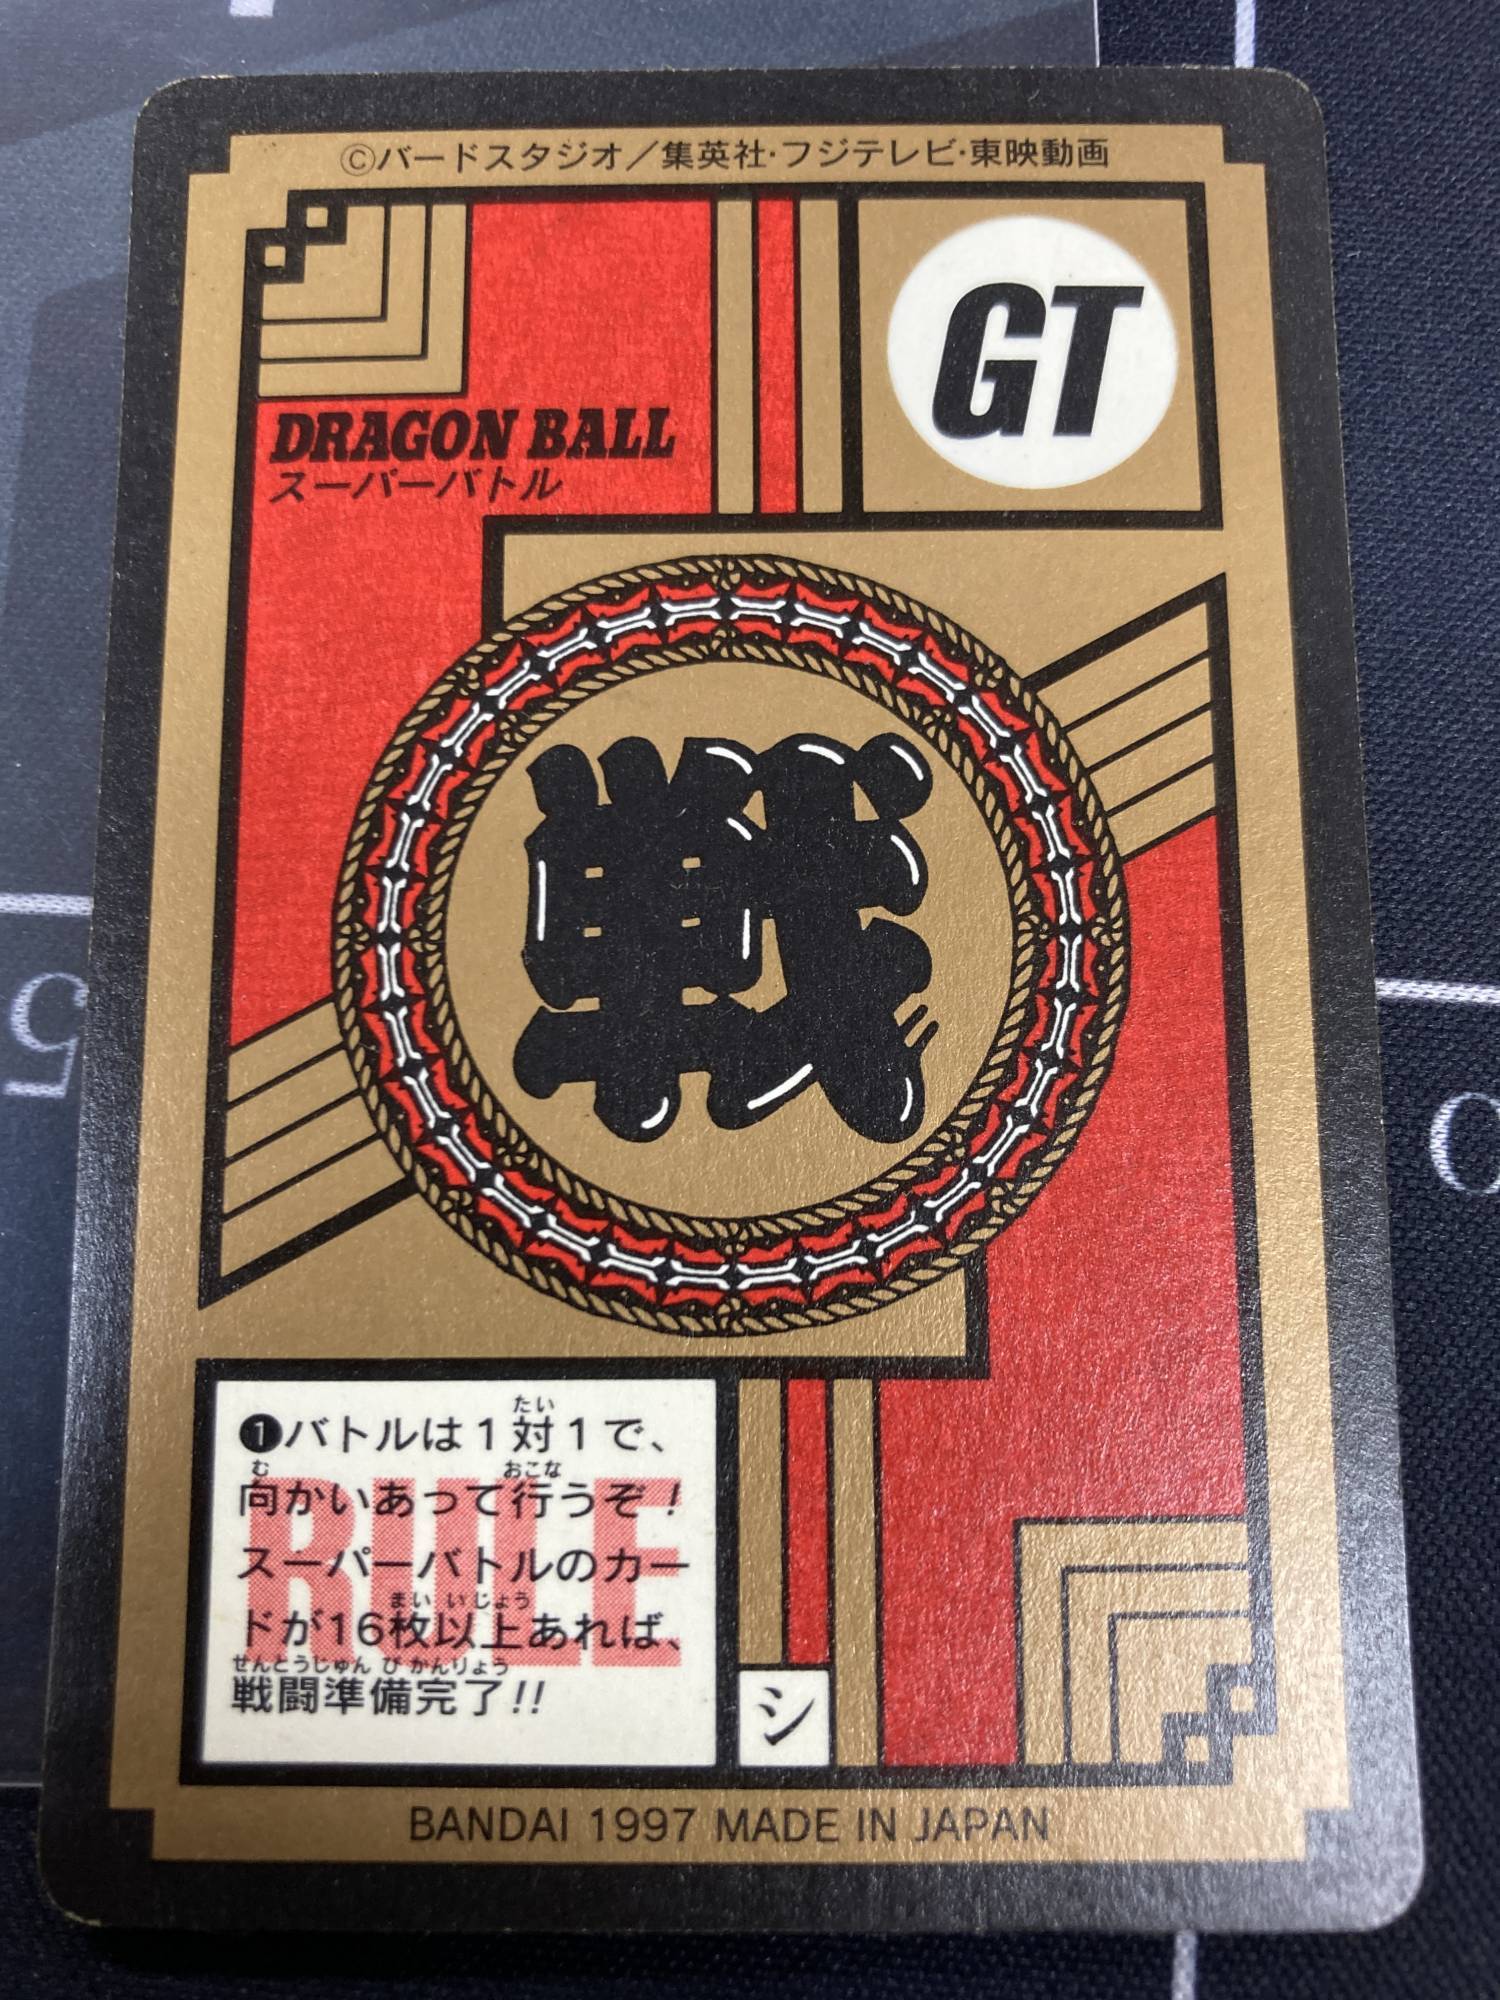 ©バードスタジオ／集英社・フジテレビ・東映動画
GT
DRAGON BALL
スーパーバトル
戦
❶バトルは1対1で、
向かいあって行うぞ！
スーパーバトルのカー
ドが16枚以上あれば、
戦闘準備完了!!
たい
む おこな
まい いじょう
せんとうじゅん び かんりょう
RULE
シ
BANDAI 1997 MADE IN JAPAN
5